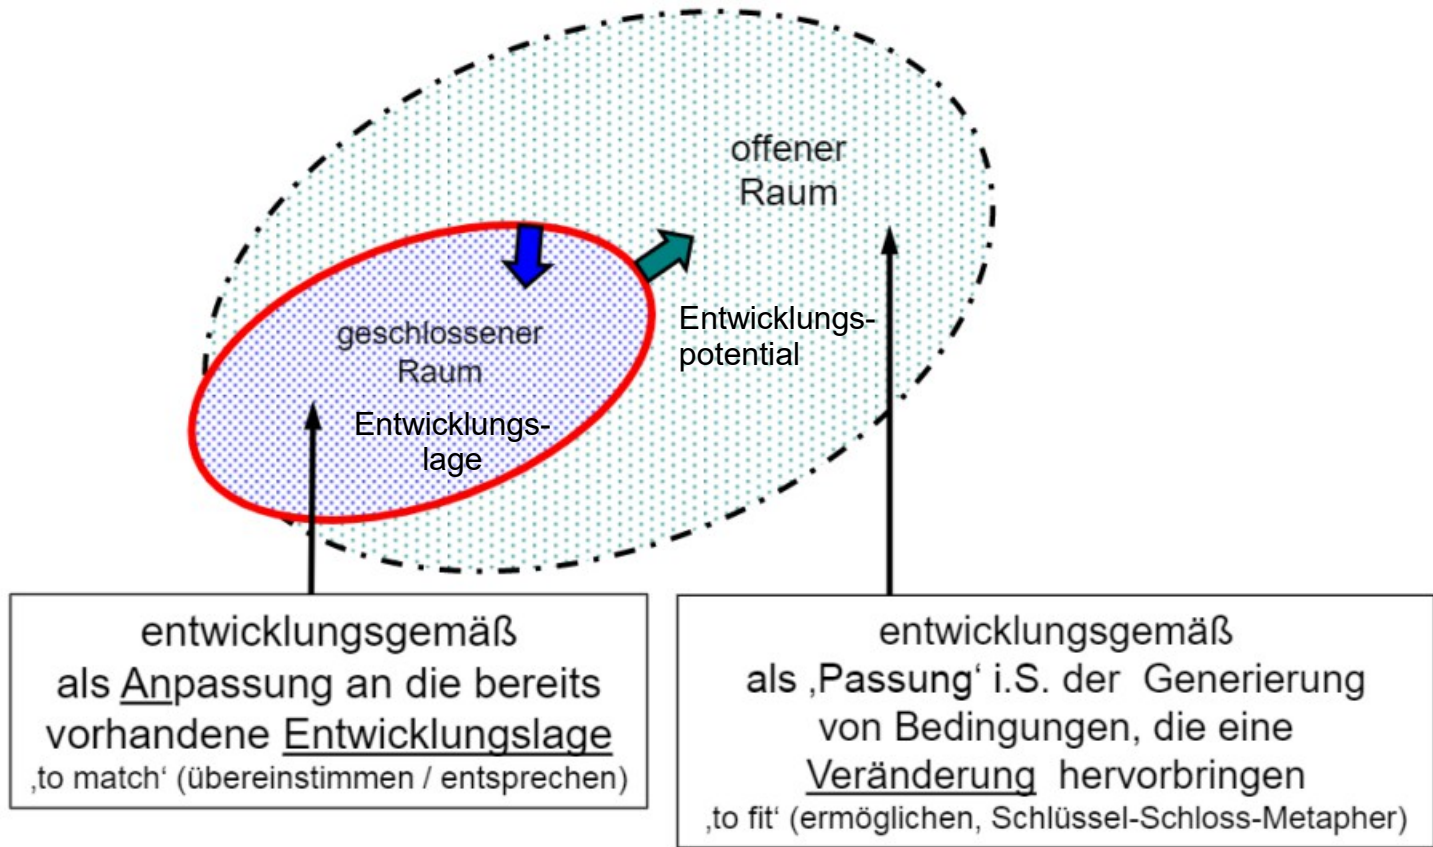 offener
Raum
geschlossener
Raum
Entwicklungs-
lage
Entwicklungs-
potential
entwicklungsgemäß
als Anpassung an die bereits
vorhandene Entwicklungslage
‚to match‘ (übereinstimmen / entsprechen)
entwicklungsgemäß
als ‚Passung‘ i.S. der Generierung
von Bedingungen, die eine
Veränderung hervorbringen
‚to fit‘ (ermöglichen, Schlüssel-Schloss-Metapher)